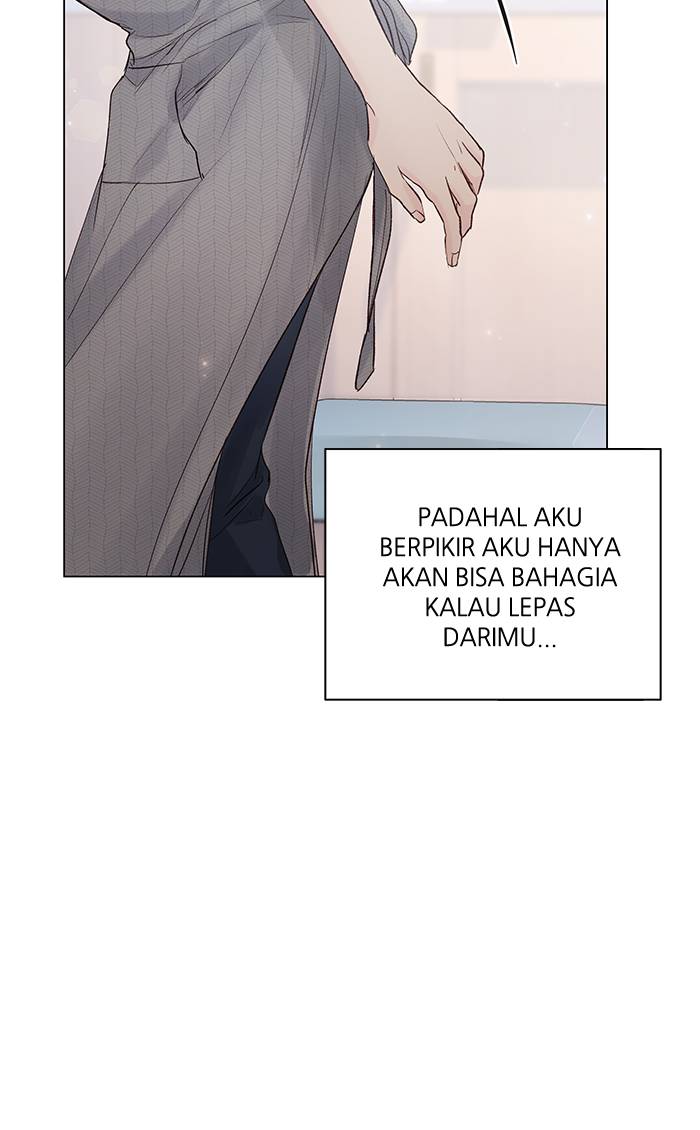 PADAHAL AKU
BERPIKIR AKU HANYA
AKAN BISA BAHAGIA
KALAU LEPAS
DARIMU...